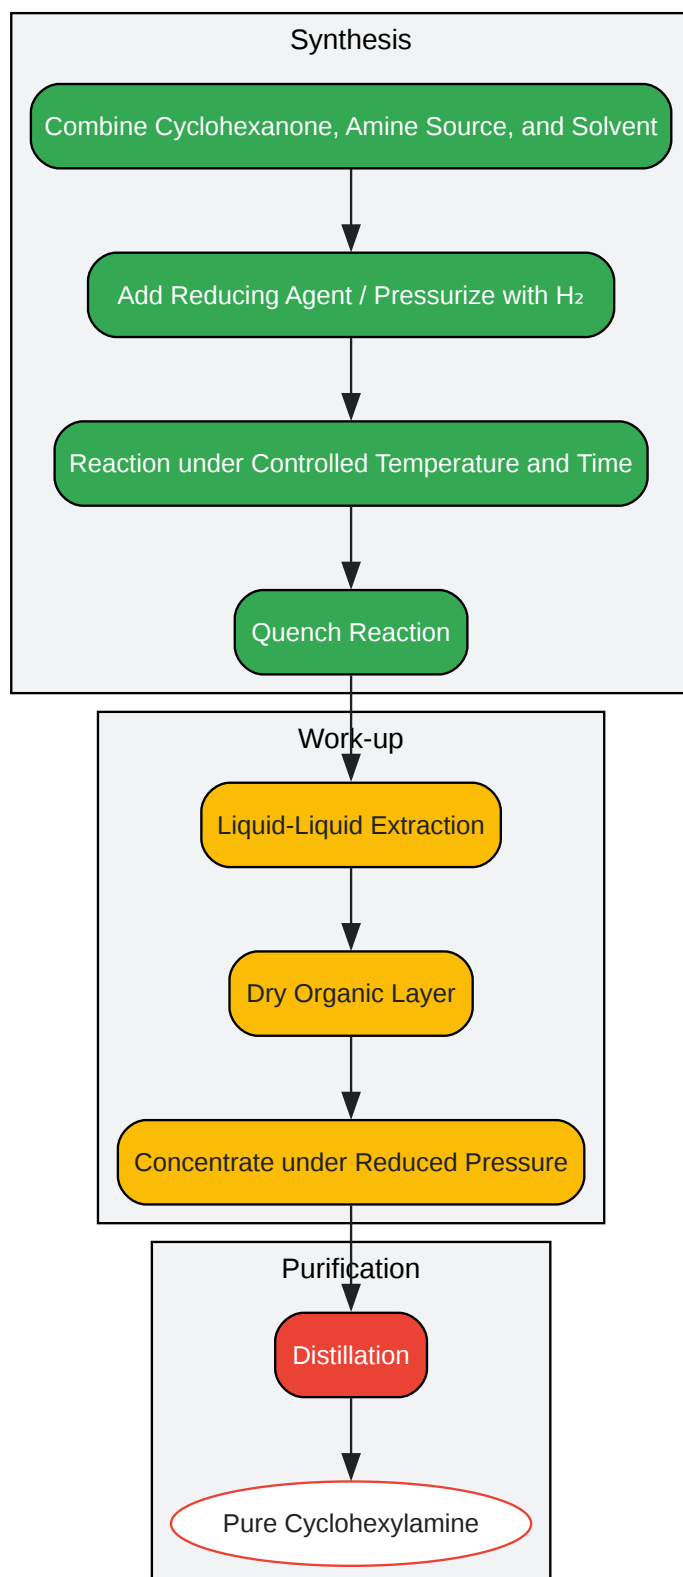 Synthesis
Combine Cyclohexanone, Amine Source, and Solvent
Add Reducing Agent / Pressurize with H₂
Reaction under Controlled Temperature and Time
Quench Reaction
Work-up
Liquid-Liquid Extraction
Dry Organic Layer
Concentrate under Reduced Pressure
Purification
Distillation
Pure Cyclohexylamine